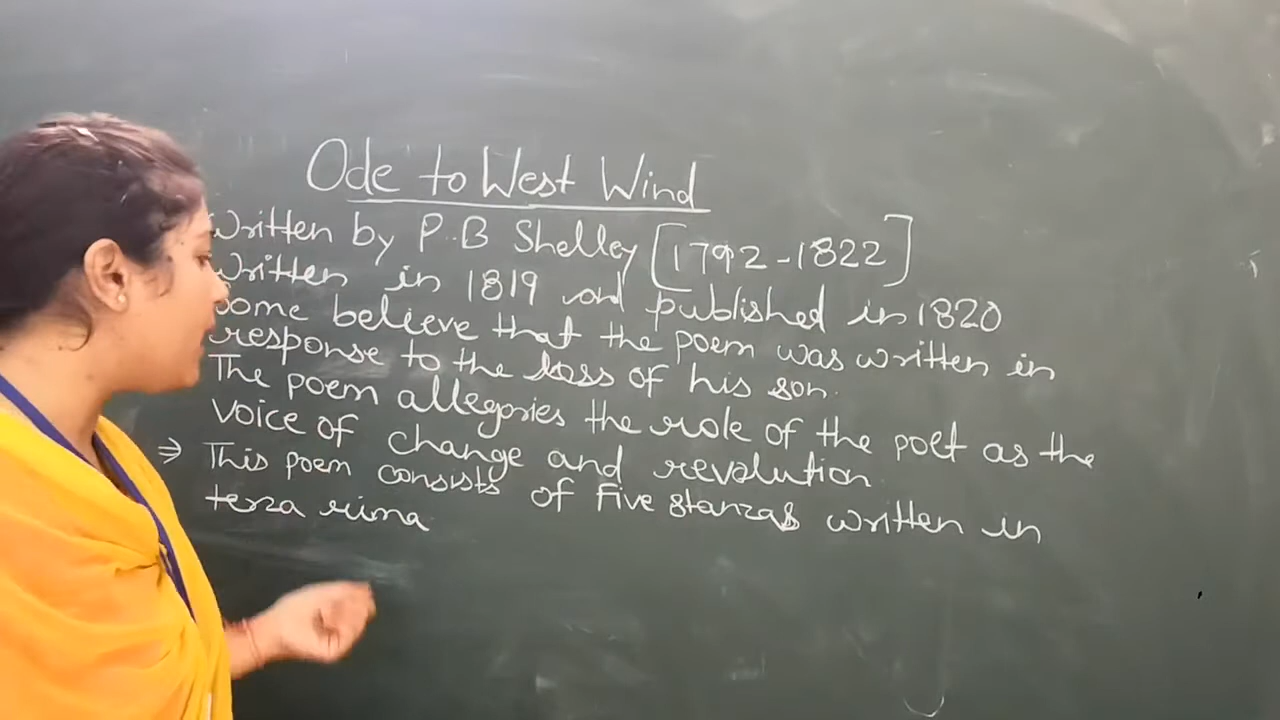 Ode to West Wind
Written by P.B Shelley [1792-1822]
Written in 1819 and published in 1820
Some believe that the poem was written in
response to the loss of his son.
The poem allegories the role of the poet as the
voice of change and revolution
⇒ This poem consists of Five stanzas written in
terza rima